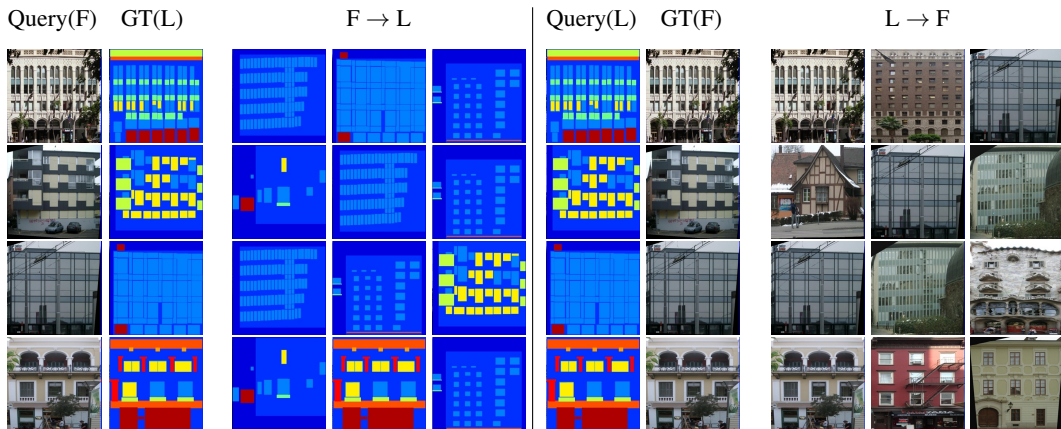 Query(F) GT(L) F → L Query(L) GT(F) L → F